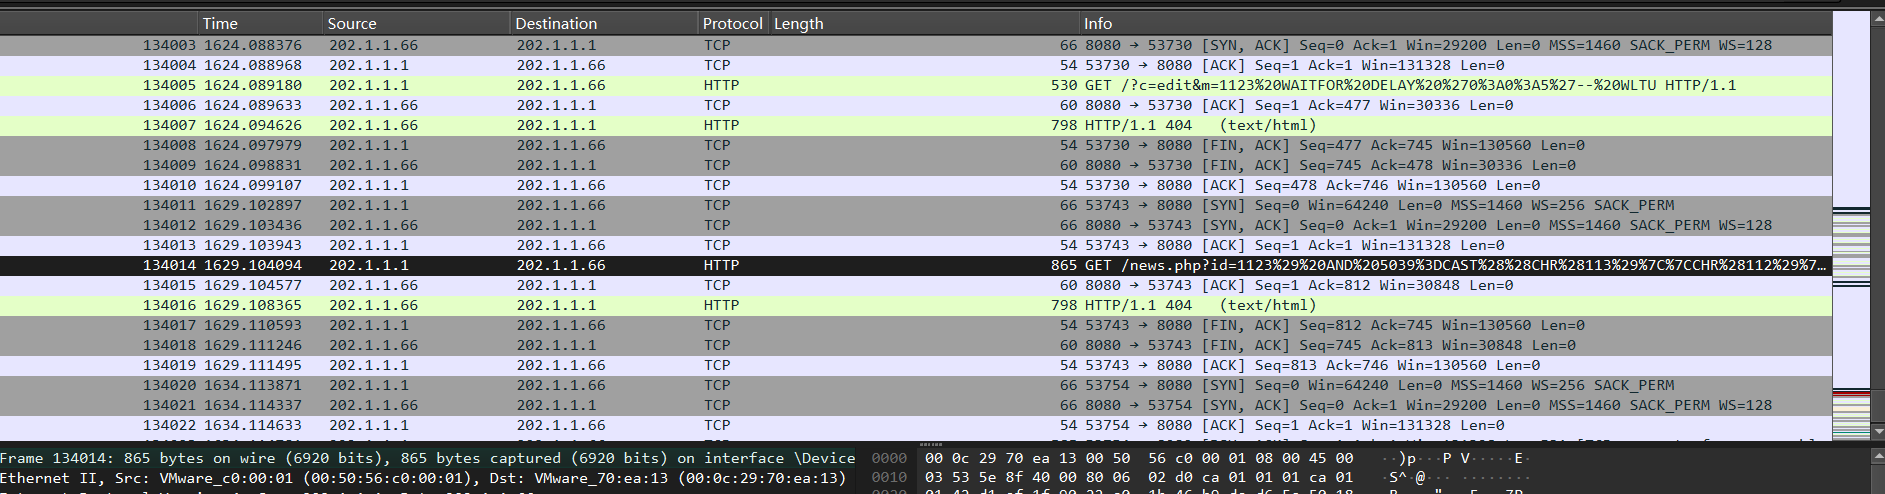 Time Source Destination Protocol Length Info
134003 1624.088376 202.1.1.66 202.1.1.1 TCP 66 8080 → 53730 [SYN, ACK] Seq=0 Ack=1 Win=29200 Len=0 MSS=1460 SACK_PERM WS=128
134004 1624.088968 202.1.1.1 202.1.1.66 TCP 54 53730 → 8080 [ACK] Seq=1 Ack=1 Win=131328 Len=0
134005 1624.089180 202.1.1.1 202.1.1.66 HTTP 530 GET /?c=edit&m=1123%20WAITFOR%20DELAY%20%270%3A0%3A5%27--%20WLTU HTTP/1.1
134006 1624.089633 202.1.1.66 202.1.1.1 TCP 60 8080 → 53730 [ACK] Seq=1 Ack=477 Win=30336 Len=0
134007 1624.094626 202.1.1.66 202.1.1.1 HTTP 798 HTTP/1.1 404 (text/html)
134008 1624.097979 202.1.1.1 202.1.1.66 TCP 54 53730 → 8080 [FIN, ACK] Seq=477 Ack=745 Win=130560 Len=0
134009 1624.098831 202.1.1.66 202.1.1.1 TCP 60 8080 → 53730 [FIN, ACK] Seq=745 Ack=478 Win=30336 Len=0
134010 1624.099107 202.1.1.1 202.1.1.66 TCP 54 53730 → 8080 [ACK] Seq=478 Ack=746 Win=130560 Len=0
134011 1629.102897 202.1.1.1 202.1.1.66 TCP 66 53743 → 8080 [SYN] Seq=0 Win=64240 Len=0 MSS=1460 WS=256 SACK_PERM
134012 1629.103436 202.1.1.66 202.1.1.1 TCP 66 8080 → 53743 [SYN, ACK] Seq=0 Ack=1 Win=29200 Len=0 MSS=1460 SACK_PERM WS=128
134013 1629.103943 202.1.1.1 202.1.1.66 TCP 54 53743 → 8080 [ACK] Seq=1 Ack=1 Win=131328 Len=0
134014 1629.104094 202.1.1.1 202.1.1.66 HTTP 865 GET /news.php?id=1123%29%20AND%205039%3DCAST%28%28CHR%28113%29%7C%7CCHR%28112%29%7…
134015 1629.104577 202.1.1.66 202.1.1.1 TCP 60 8080 → 53743 [ACK] Seq=1 Ack=812 Win=30848 Len=0
134016 1629.108365 202.1.1.66 202.1.1.1 HTTP 798 HTTP/1.1 404 (text/html)
134017 1629.110593 202.1.1.1 202.1.1.66 TCP 54 53743 → 8080 [FIN, ACK] Seq=812 Ack=745 Win=130560 Len=0
134018 1629.111246 202.1.1.66 202.1.1.1 TCP 60 8080 → 53743 [FIN, ACK] Seq=745 Ack=813 Win=30848 Len=0
134019 1629.111495 202.1.1.1 202.1.1.66 TCP 54 53743 → 8080 [ACK] Seq=813 Ack=746 Win=130560 Len=0
134020 1634.113871 202.1.1.1 202.1.1.66 TCP 66 53754 → 8080 [SYN] Seq=0 Win=64240 Len=0 MSS=1460 WS=256 SACK_PERM
134021 1634.114337 202.1.1.66 202.1.1.1 TCP 66 8080 → 53754 [SYN, ACK] Seq=0 Ack=1 Win=29200 Len=0 MSS=1460 SACK_PERM WS=128
134022 1634.114633 202.1.1.1 202.1.1.66 TCP 54 53754 → 8080 [ACK] Seq=1 Ack=1 Win=131328 Len=0
Frame 134014: 865 bytes on wire (6920 bits), 865 bytes captured (6920 bits) on interface \Device 0000 00 0c 29 70 ea 13 00 50 56 c0 00 01 08 00 45 00 ··)p···P V·····E·
Ethernet II, Src: VMware_c0:00:01 (00:50:56:c0:00:01), Dst: VMware_70:ea:13 (00:0c:29:70:ea:13) 0010 03 53 5e 8f 40 00 80 06 02 d0 ca 01 01 01 ca 01 ·S^·@··· ········